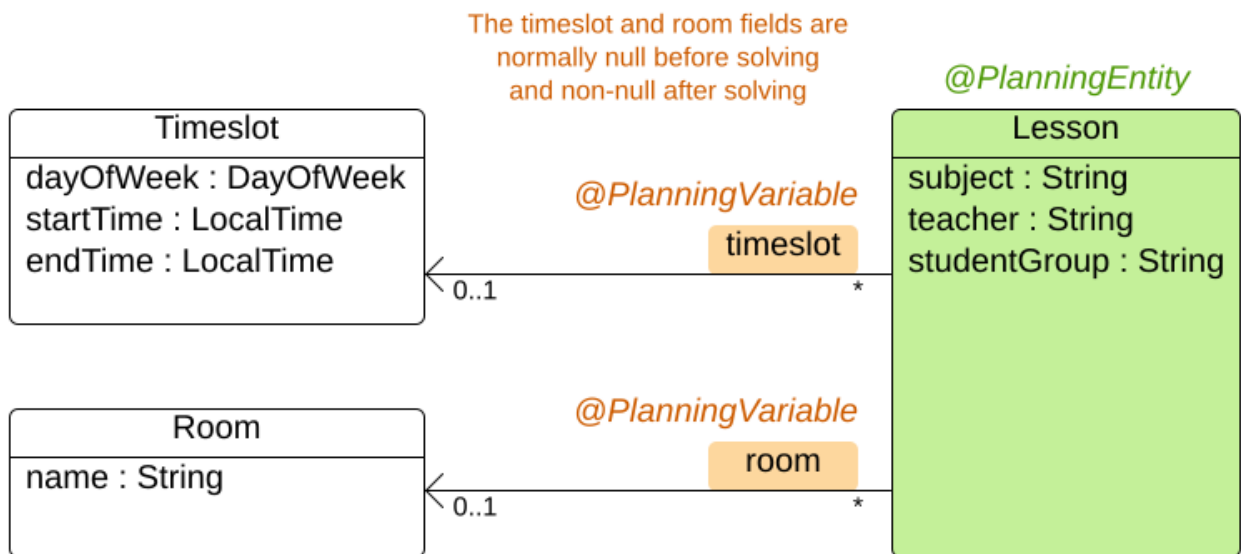 The timeslot and room fields are
normally null before solving
and non-null after solving
@PlanningEntity
Timeslot
dayOfWeek : DayOfWeek
startTime : LocalTime
endTime : LocalTime
@PlanningVariable
timeslot
0..1
*
Lesson
subject : String
teacher : String
studentGroup : String
Room
name : String
@PlanningVariable
room
0..1
*